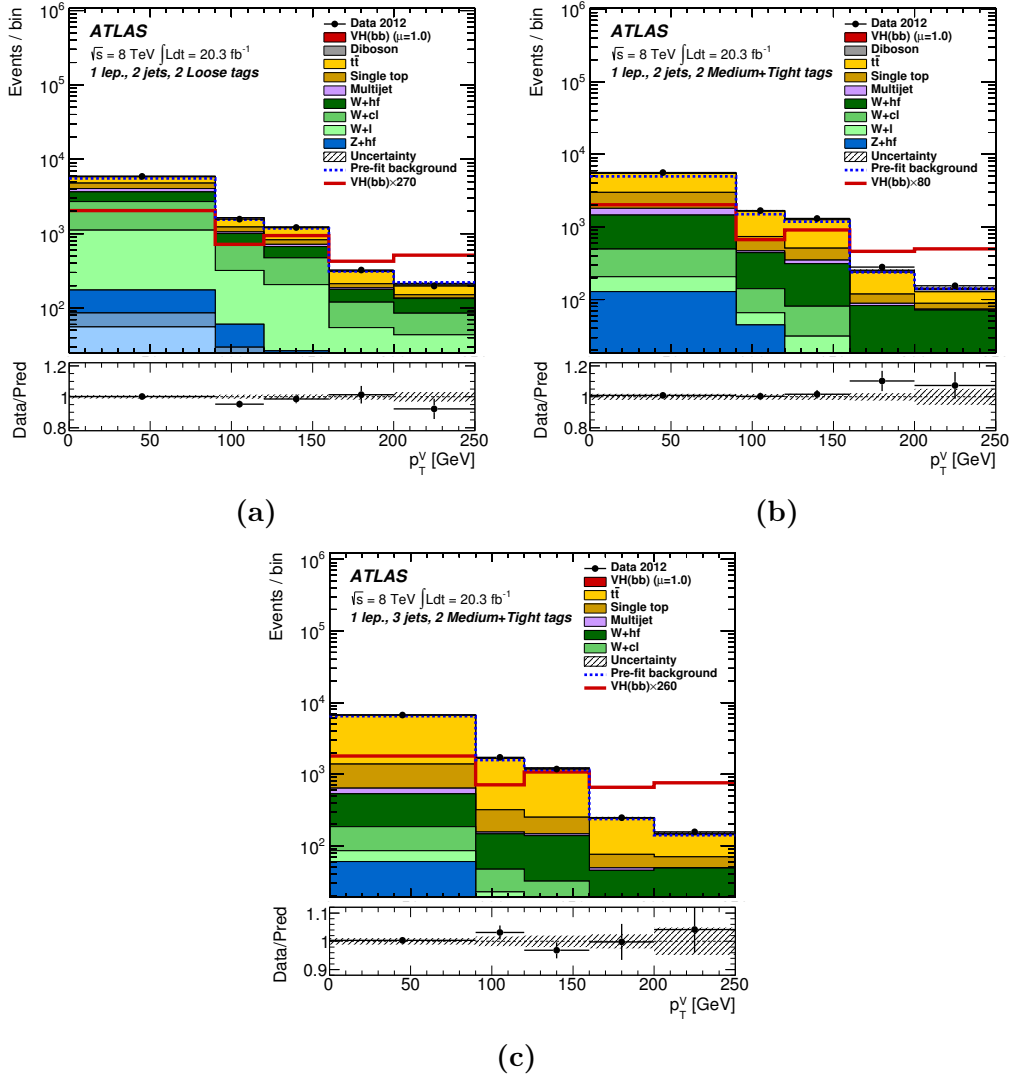 Events / bin
10⁶
10⁵
10⁴
10³
10²
ATLAS
√s = 8 TeV ∫Ldt = 20.3 fb⁻¹
1 lep., 2 jets, 2 Loose tags
Data 2012
VH(bb) (μ=1.0)
Diboson
tt̄
Single top
Multijet
W+hf
W+cl
W+l
Z+hf
Uncertainty
Pre-fit background
VH(bb)×270
Data/Pred
1.2
1
0.8
0 50 100 150 200 250
p_T^V [GeV]
(a)
Events / bin
10⁶
10⁵
10⁴
10³
10²
ATLAS
√s = 8 TeV ∫Ldt = 20.3 fb⁻¹
1 lep., 2 jets, 2 Medium+Tight tags
Data 2012
VH(bb) (μ=1.0)
Diboson
tt̄
Single top
Multijet
W+hf
W+cl
W+l
Z+hf
Uncertainty
Pre-fit background
VH(bb)×80
Data/Pred
1.2
1
0.8
0 50 100 150 200 250
p_T^V [GeV]
(b)
Events / bin
10⁶
10⁵
10⁴
10³
10²
ATLAS
√s = 8 TeV ∫Ldt = 20.3 fb⁻¹
1 lep., 3 jets, 2 Medium+Tight tags
Data 2012
VH(bb) (μ=1.0)
tt̄
Single top
Multijet
W+hf
W+cl
Uncertainty
Pre-fit background
VH(bb)×260
Data/Pred
1.1
1
0.9
0 50 100 150 200 250
p_T^V [GeV]
(c)